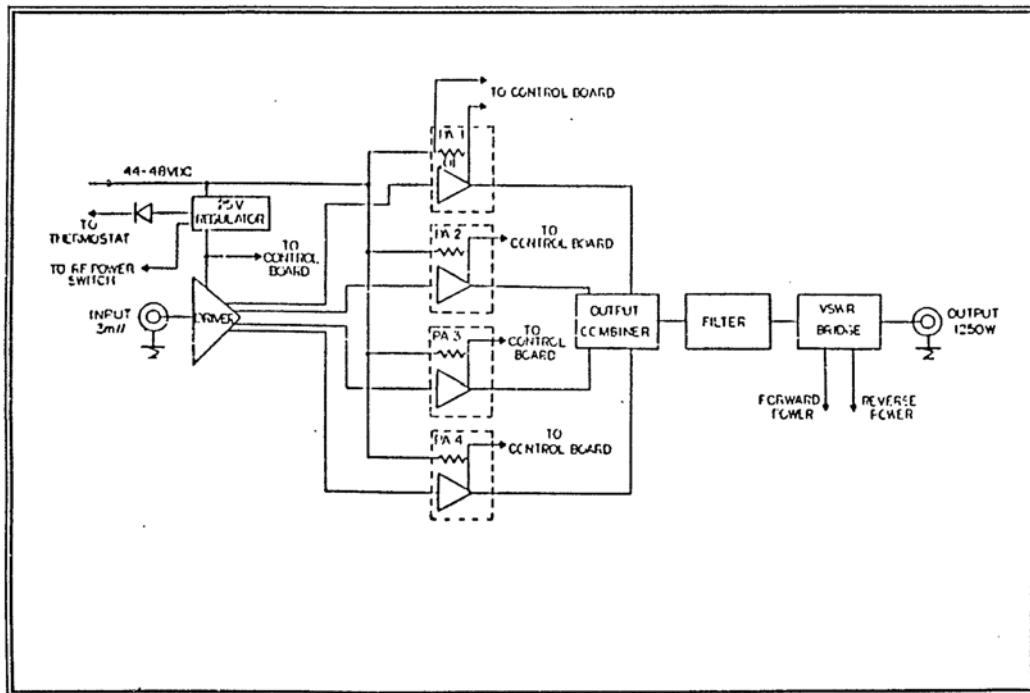 TO CONTROL BOARD
PA 1
44-48VDC
REGULATOR
TO
THERMOSTAT
TO RF POWER
SWITCH
TO
CONTROL
BOARD
INPUT
DRIVER
PA 2
TO
CONTROL BOARD
PA 3
TO
CONTROL
BOARD
PA 4
TO
CONTROL BOARD
OUTPUT
COMBINER
FILTER
VSWR
BRIDGE
OUTPUT
1250W
FORWARD
POWER
REVERSE
POWER